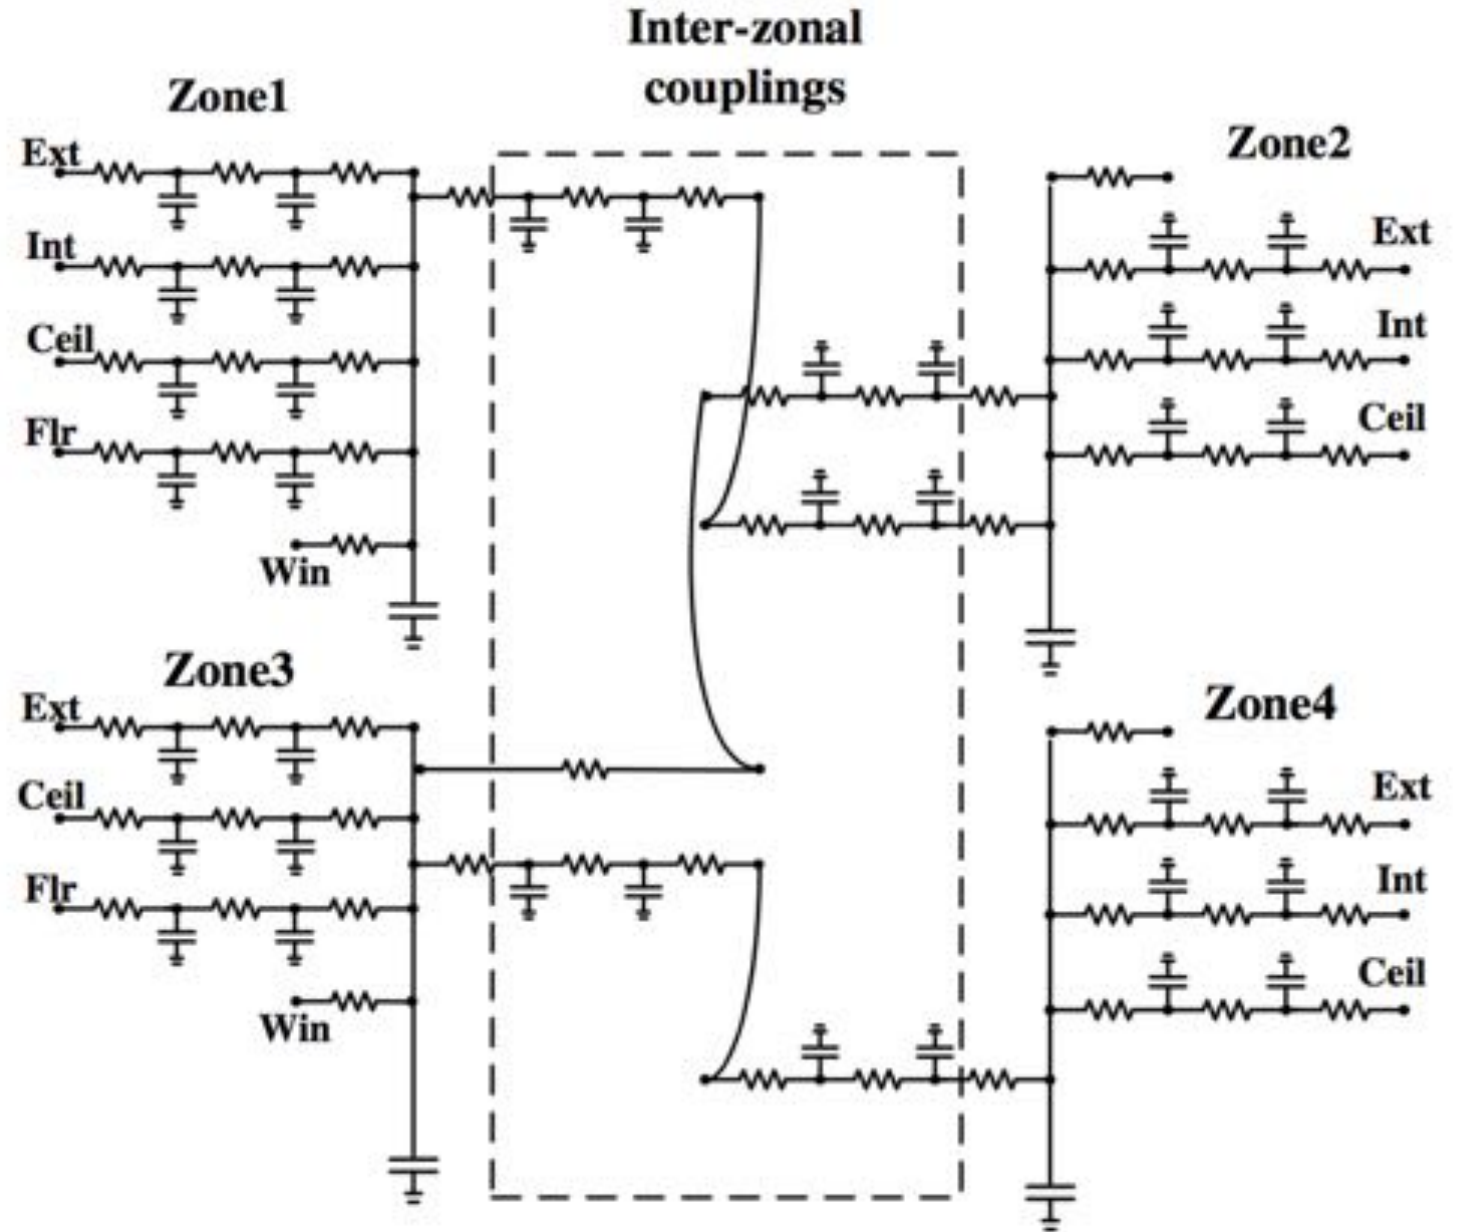 Inter-zonal
couplings
Zone1
Ext
Int
Ceil
Flr
Win
Zone2
Ext
Int
Ceil
Zone3
Ext
Ceil
Flr
Win
Zone4
Ext
Int
Ceil